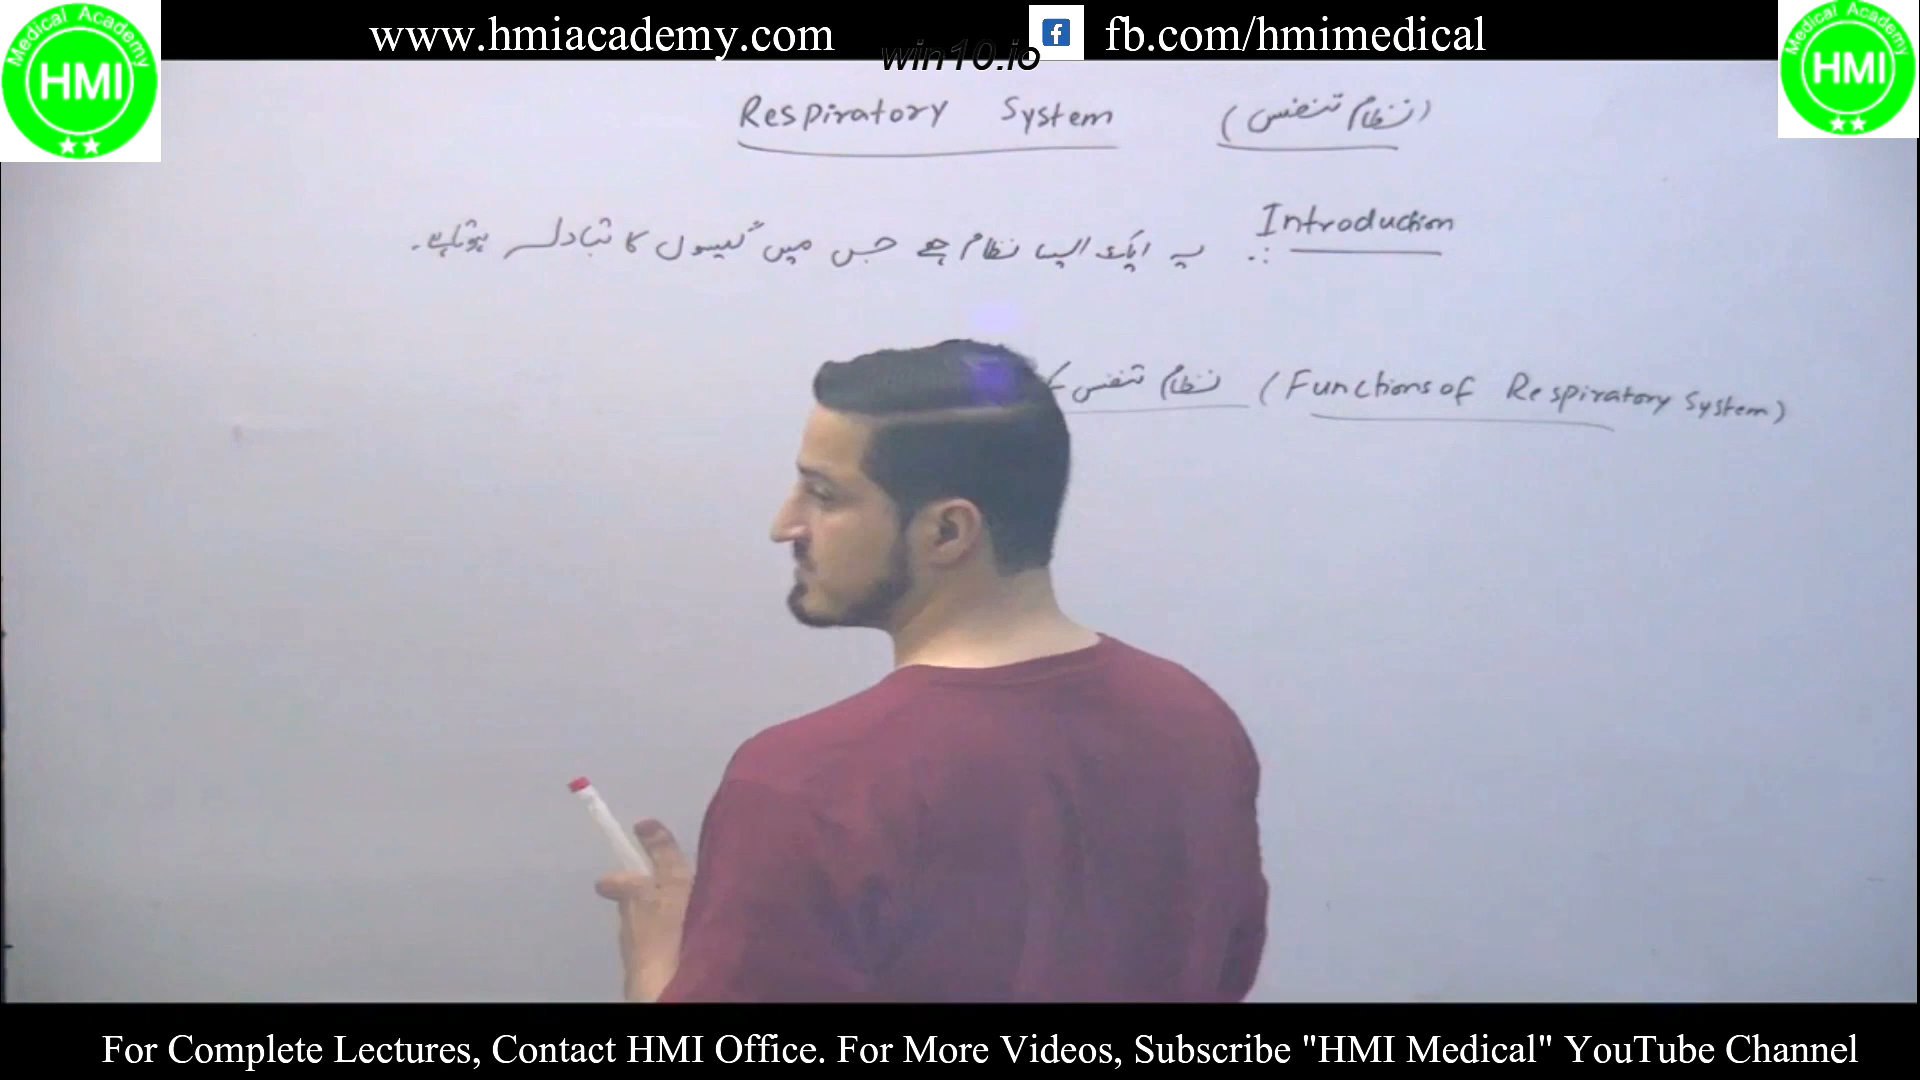 www.hmiacademy.com fb.com/hmimedical
win10.io
Medical Academy
HMI
Medical Academy
HMI
Respiratory System (نظام تنفس)
Introduction
یہ ایک ایسا نظام ہے جس میں گیسوں کا تبادلہ ہوتا ہے۔
نظام تنفس کے (Functions of Respiratory System)
For Complete Lectures, Contact HMI Office. For More Videos, Subscribe "HMI Medical" YouTube Channel